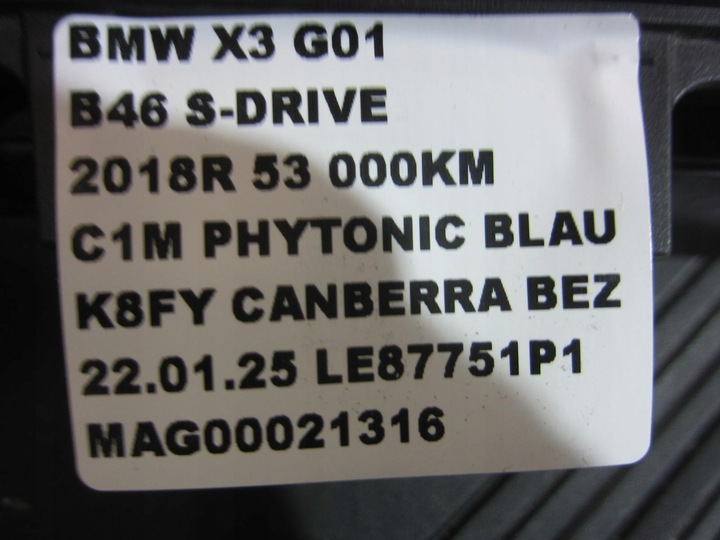 BMW X3 G01
B46 S-DRIVE
2018R 53 000KM
C1M PHYTONIC BLAU
K8FY CANBERRA BEZ
22.01.25 LE87751P1
MAG00021316